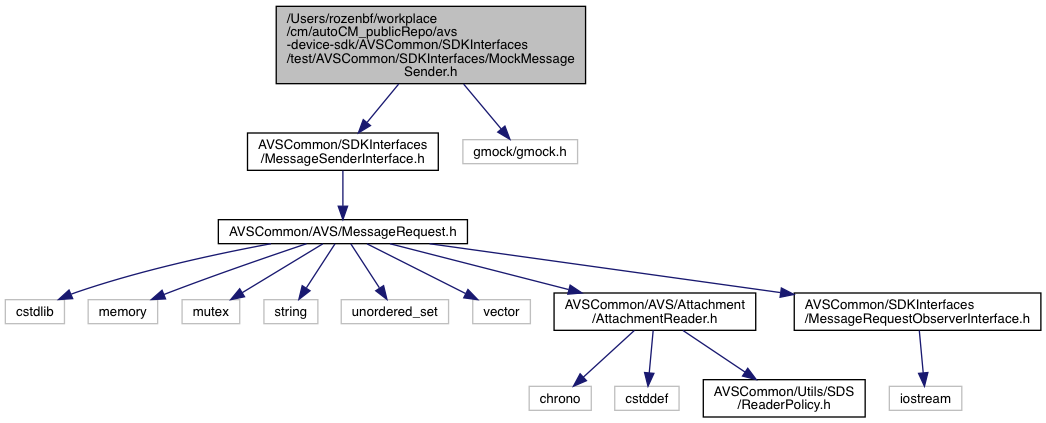 /Users/rozenbf/workplace
/cm/autoCM_publicRepo/avs
-device-sdk/AVSCommon/SDKInterfaces
/test/AVSCommon/SDKInterfaces/MockMessage
Sender.h
AVSCommon/SDKInterfaces
/MessageSenderInterface.h
gmock/gmock.h
AVSCommon/AVS/MessageRequest.h
cstdlib
memory
mutex
string
unordered_set
vector
AVSCommon/AVS/Attachment
/AttachmentReader.h
AVSCommon/SDKInterfaces
/MessageRequestObserverInterface.h
chrono
cstddef
AVSCommon/Utils/SDS
/ReaderPolicy.h
iostream